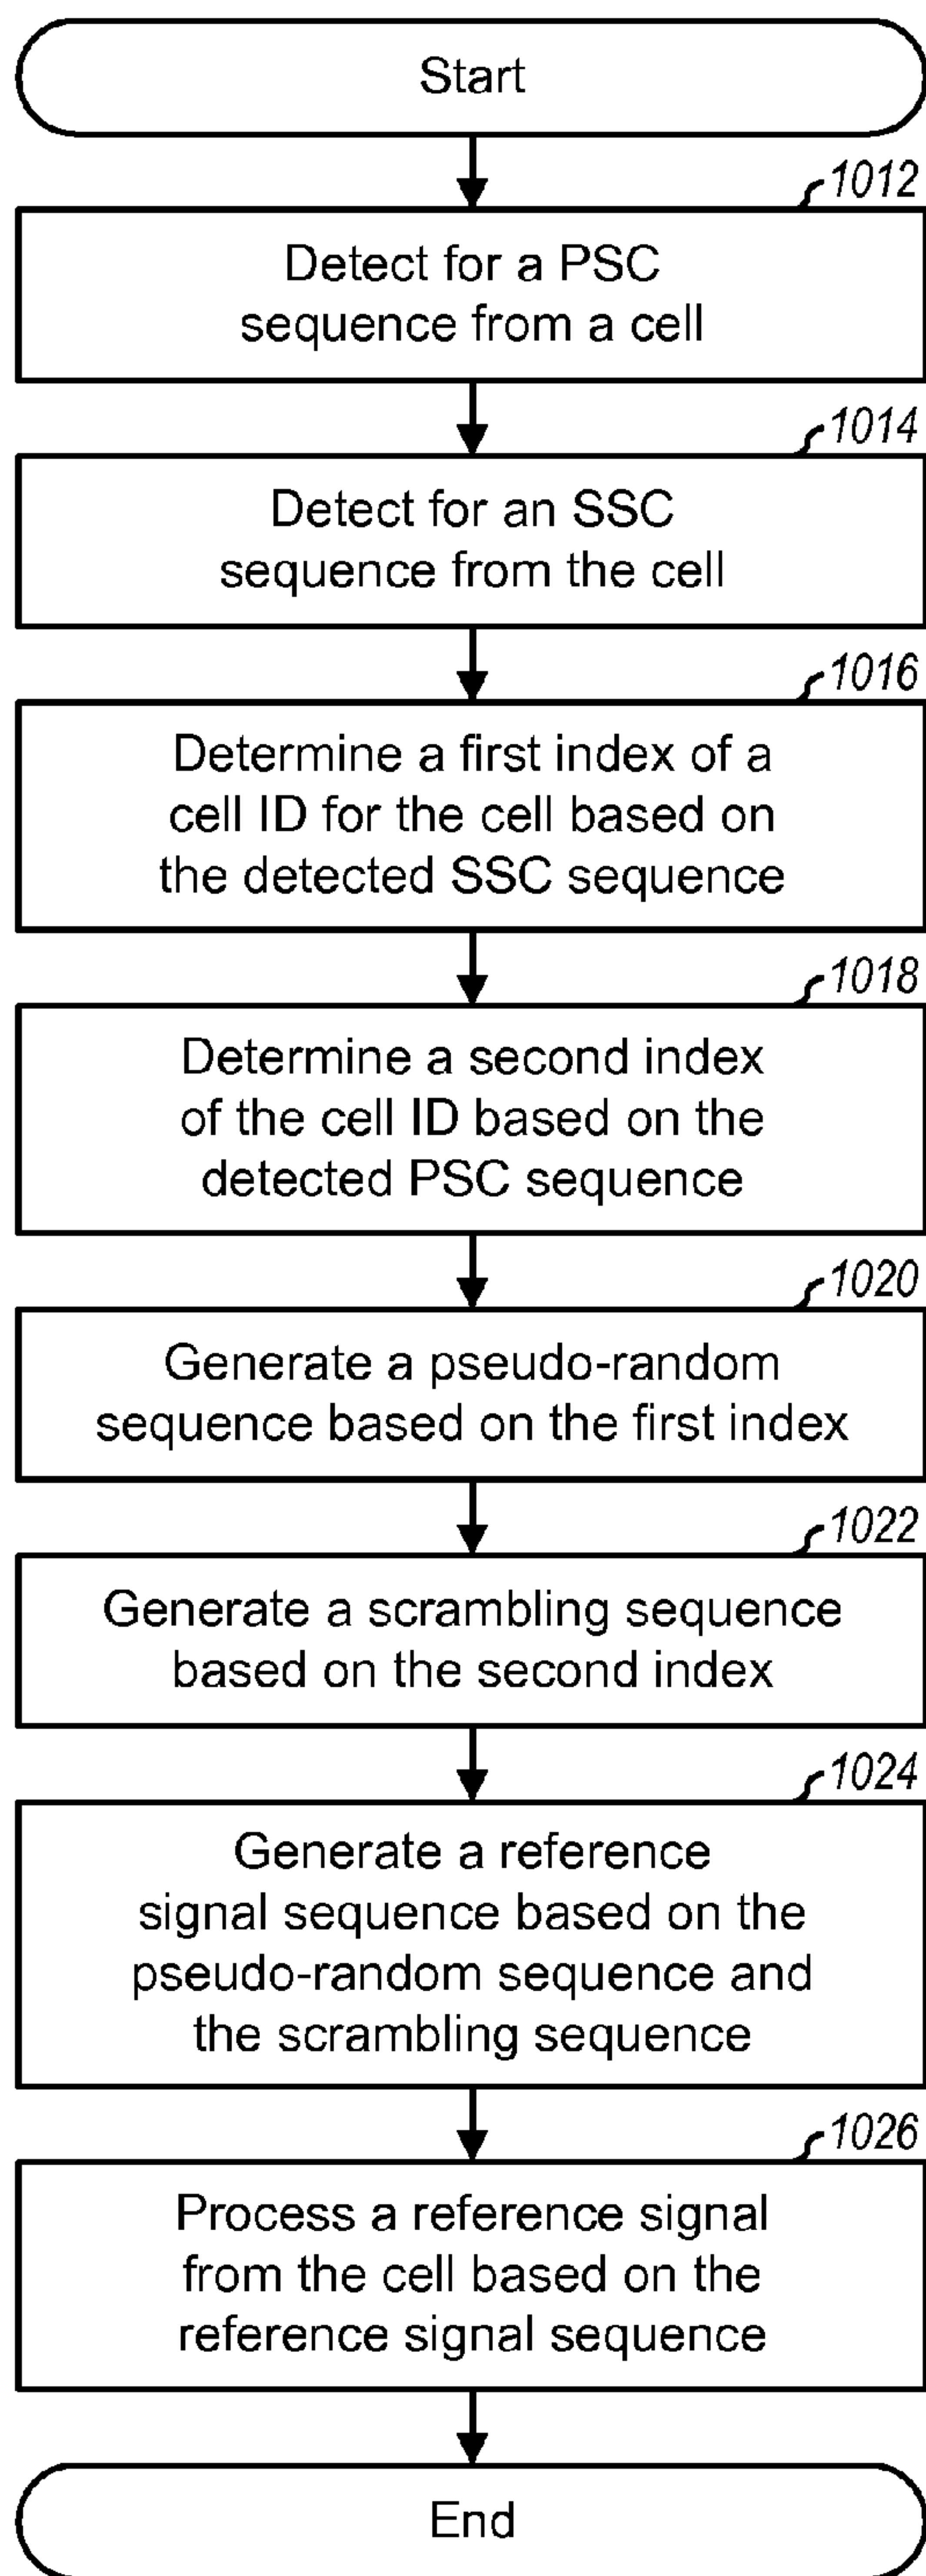 Start
1012
Detect for a PSC
sequence from a cell
1014
Detect for an SSC
sequence from the cell
1016
Determine a first index of a
cell ID for the cell based on
the detected SSC sequence
1018
Determine a second index
of the cell ID based on the
detected PSC sequence
1020
Generate a pseudo-random
sequence based on the first index
1022
Generate a scrambling sequence
based on the second index
1024
Generate a reference
signal sequence based on the
pseudo-random sequence and
the scrambling sequence
1026
Process a reference signal
from the cell based on the
reference signal sequence
End